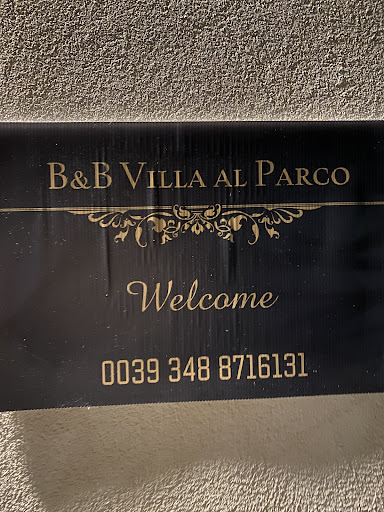 B&B VILLA AL PARCO
Welcome
0039 348 8716131